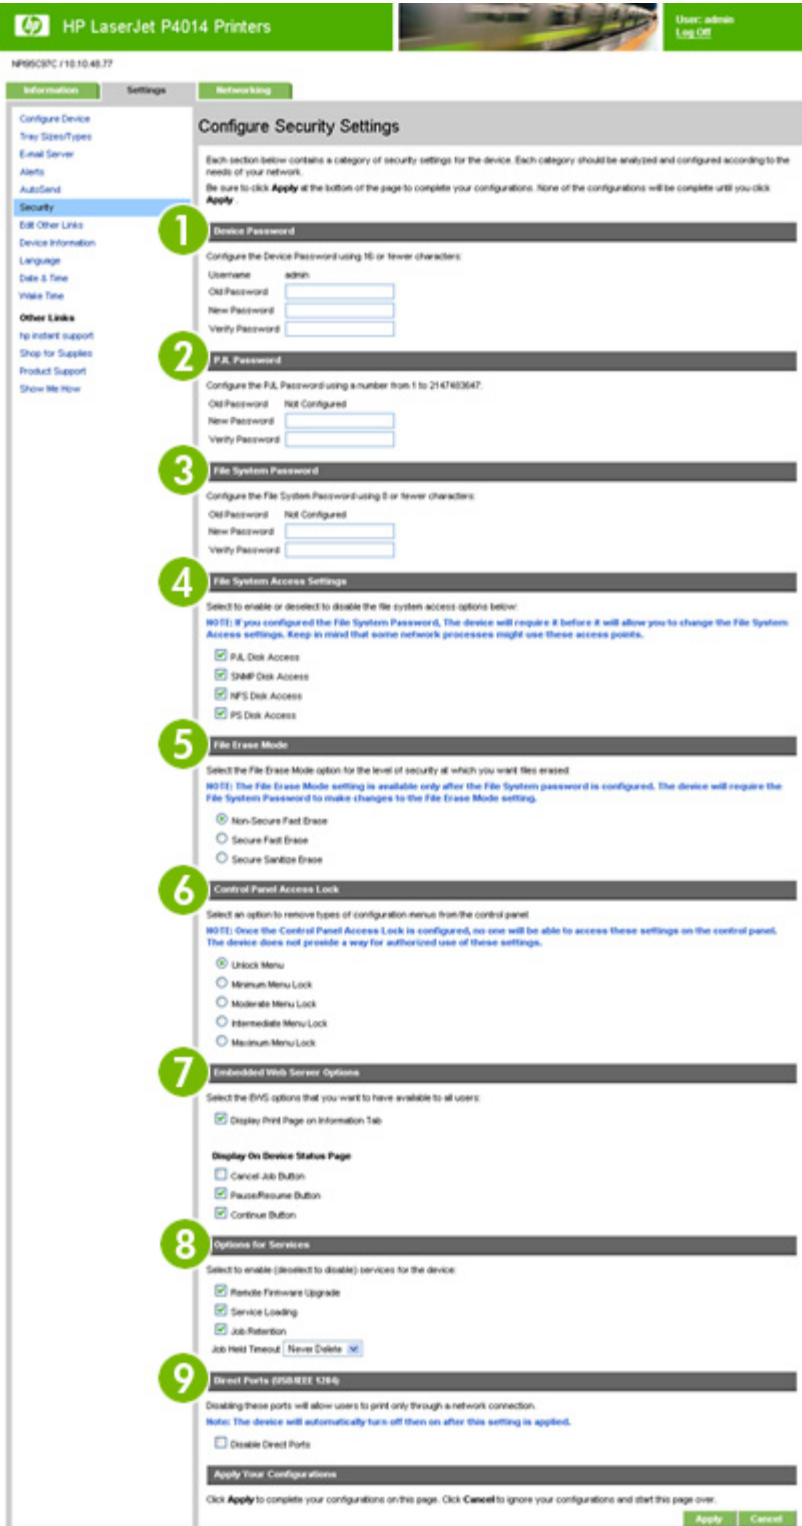 hp HP LaserJet P4014 Printers
User: admin
Log Off
NPI95C97C / 10.10.48.77
Information Settings Networking
Configure Device
Tray Sizes/Types
E-mail Server
Alerts
AutoSend
Security
Edit Other Links
Device Information
Language
Date & Time
Wake Time
Other Links
hp instant support
Shop for Supplies
Product Support
Show Me How
Configure Security Settings
Each section below contains a category of security settings for the device. Each category should be analyzed and configured according to the
needs of your network.
Be sure to click Apply at the bottom of the page to complete your configurations. None of the configurations will be complete until you click
Apply .
1 Device Password
Configure the Device Password using 16 or fewer characters:
Username admin
Old Password
New Password
Verify Password
2 PJL Password
Configure the PJL Password using a number from 1 to 2147483647:
Old Password Not Configured
New Password
Verify Password
3 File System Password
Configure the File System Password using 8 or fewer characters:
Old Password Not Configured
New Password
Verify Password
4 File System Access Settings
Select to enable or deselect to disable the file system access options below:
NOTE: If you configured the File System Password, The device will require it before it will allow you to change the File System
Access settings. Keep in mind that some network processes might use these access points.
PJL Disk Access
SNMP Disk Access
NFS Disk Access
PS Disk Access
5 File Erase Mode
Select the File Erase Mode option for the level of security at which you want files erased:
NOTE: The File Erase Mode setting is available only after the File System password is configured. The device will require the
File System Password to make changes to the File Erase Mode setting.
Non-Secure Fast Erase
Secure Fast Erase
Secure Sanitize Erase
6 Control Panel Access Lock
Select an option to remove types of configuration menus from the control panel:
NOTE: Once the Control Panel Access Lock is configured, no one will be able to access these settings on the control panel.
The device does not provide a way for authorized use of these settings.
Unlock Menu
Minimum Menu Lock
Moderate Menu Lock
Intermediate Menu Lock
Maximum Menu Lock
7 Embedded Web Server Options
Select the EWS options that you want to have available to all users:
Display Print Page on Information Tab
Display On Device Status Page
Cancel Job Button
Pause/Resume Button
Continue Button
8 Options for Services
Select to enable (deselect to disable) services for the device:
Remote Firmware Upgrade
Service Loading
Job Retention
Job Held Timeout Never Delete
9 Direct Ports (USB/IEEE 1284)
Disabling these ports will allow users to print only through a network connection.
Note: The device will automatically turn off then on after this setting is applied.
Disable Direct Ports
Apply Your Configurations
Click Apply to complete your configurations on this page. Click Cancel to ignore your configurations and start this page over.
Apply Cancel